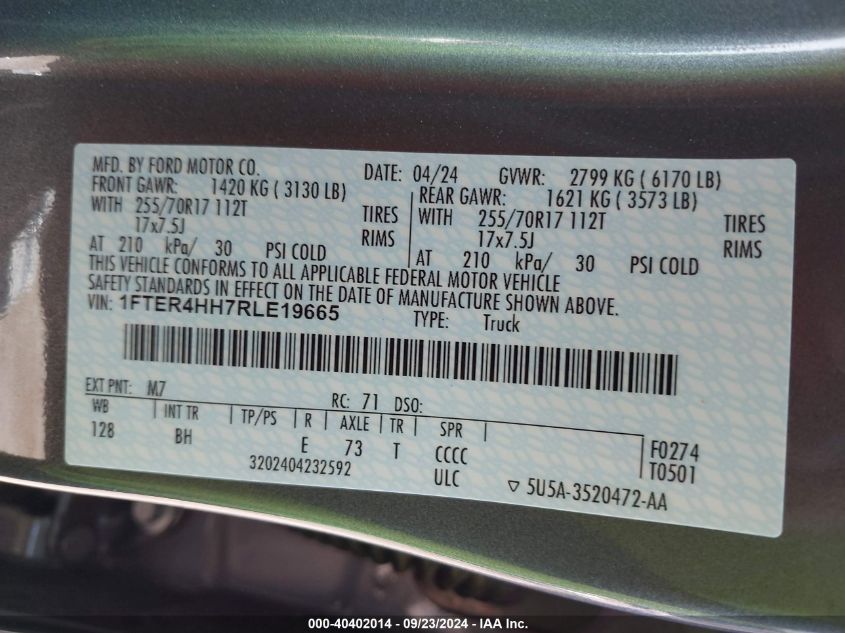 MFD. BY FORD MOTOR CO. DATE: 04/24 GVWR: 2799 KG ( 6170 LB)
FRONT GAWR: 1420 KG ( 3130 LB) REAR GAWR: 1621 KG ( 3573 LB)
WITH 255/70R17 112T TIRES WITH 255/70R17 112T TIRES
17x7.5J RIMS 17x7.5J RIMS
AT 210 kPa/ 30 PSI COLD AT 210 kPa/ 30 PSI COLD
THIS VEHICLE CONFORMS TO ALL APPLICABLE FEDERAL MOTOR VEHICLE
SAFETY STANDARDS IN EFFECT ON THE DATE OF MANUFACTURE SHOWN ABOVE.
VIN: 1FTER4HH7RLE19665 TYPE: Truck
EXT PNT: M7 RC: 71 DSO:
WB INT TR TP/PS R AXLE TR SPR F0274
128 BH E 73 T CCCC T0501
3202404232592 ULC ▽ 5U5A-3520472-AA
000-40402014 - 09/23/2024 - IAA Inc.